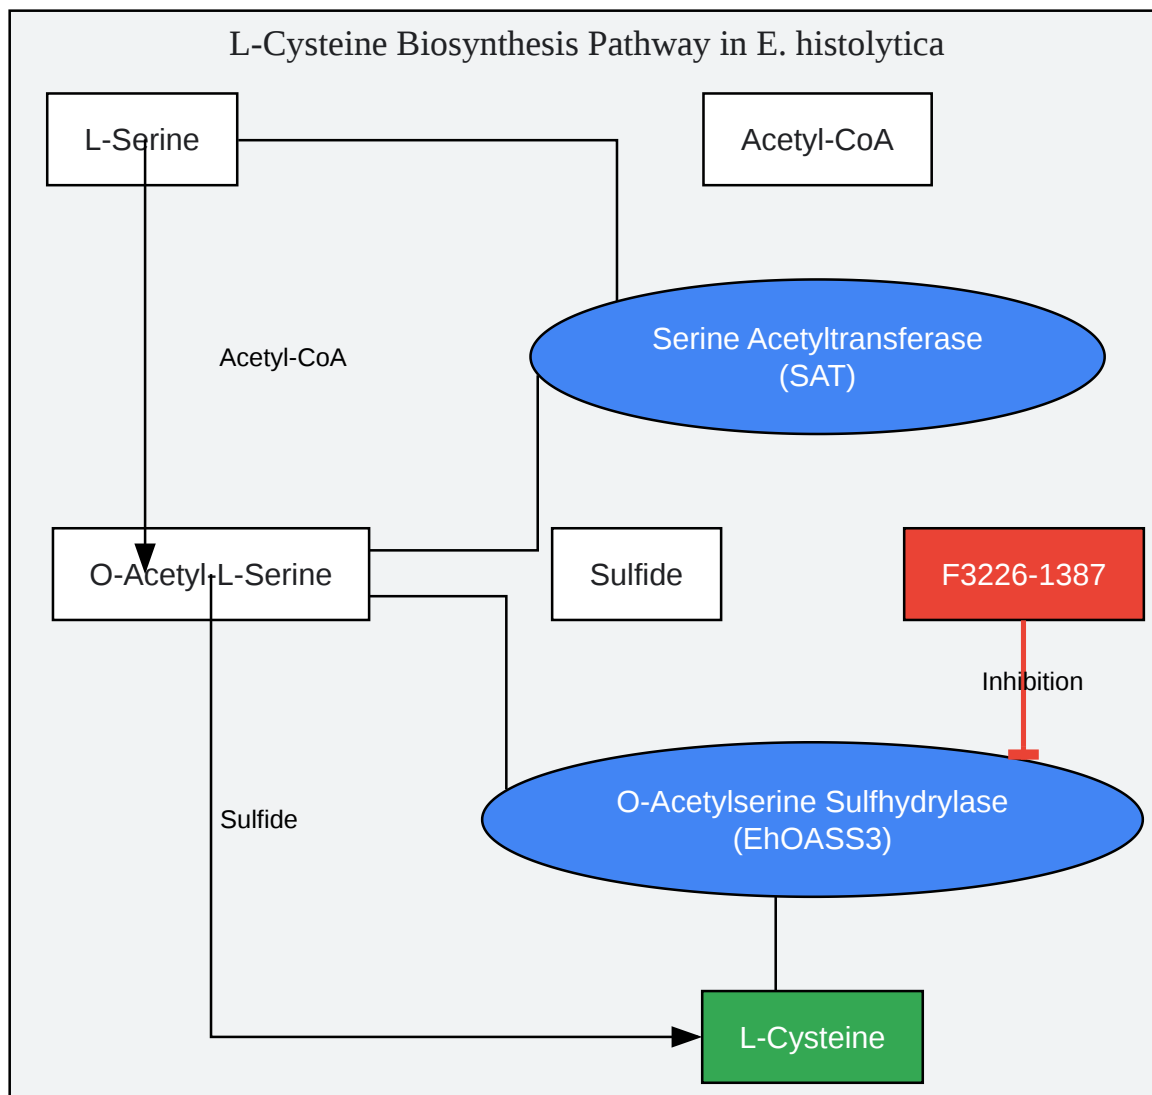 L-Cysteine Biosynthesis Pathway in E. histolytica
L-Serine
Acetyl-CoA
Serine Acetyltransferase
(SAT)
Acetyl-CoA
O-Acetyl-L-Serine
Sulfide
F3226-1387
Inhibition
O-Acetylserine Sulfhydrylase
(EhOASS3)
Sulfide
L-Cysteine